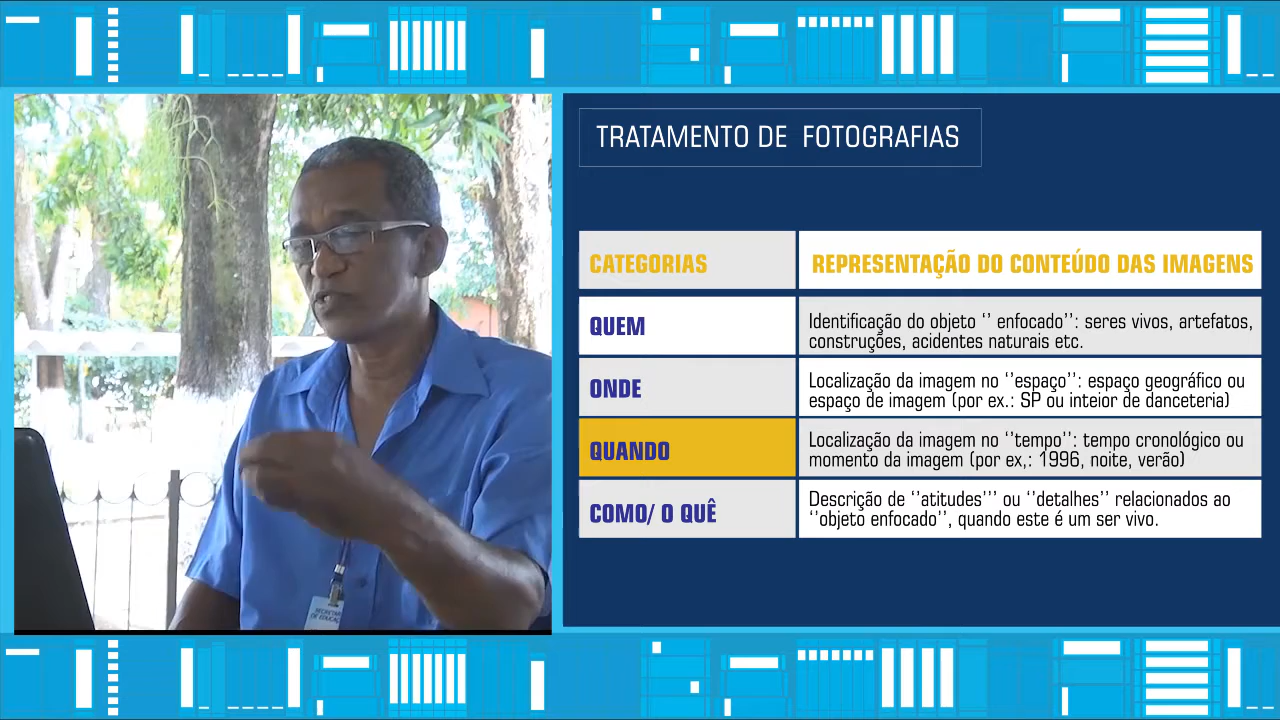 TRATAMENTO DE FOTOGRAFIAS
CATEGORIAS
REPRESENTAÇÃO DO CONTEÚDO DAS IMAGENS
QUEM
Identificação do objeto '' enfocado'': seres vivos, artefatos,
construções, acidentes naturais etc.
ONDE
Localização da imagem no ''espaço'': espaço geográfico ou
espaço de imagem (por ex.: SP ou inteior de danceteria)
QUANDO
Localização da imagem no ''tempo'': tempo cronológico ou
momento da imagem (por ex,: 1996, noite, verão)
COMO/ O QUÊ
Descrição de ''atitudes''' ou ''detalhes'' relacionados ao
''objeto enfocado'', quando este é um ser vivo.